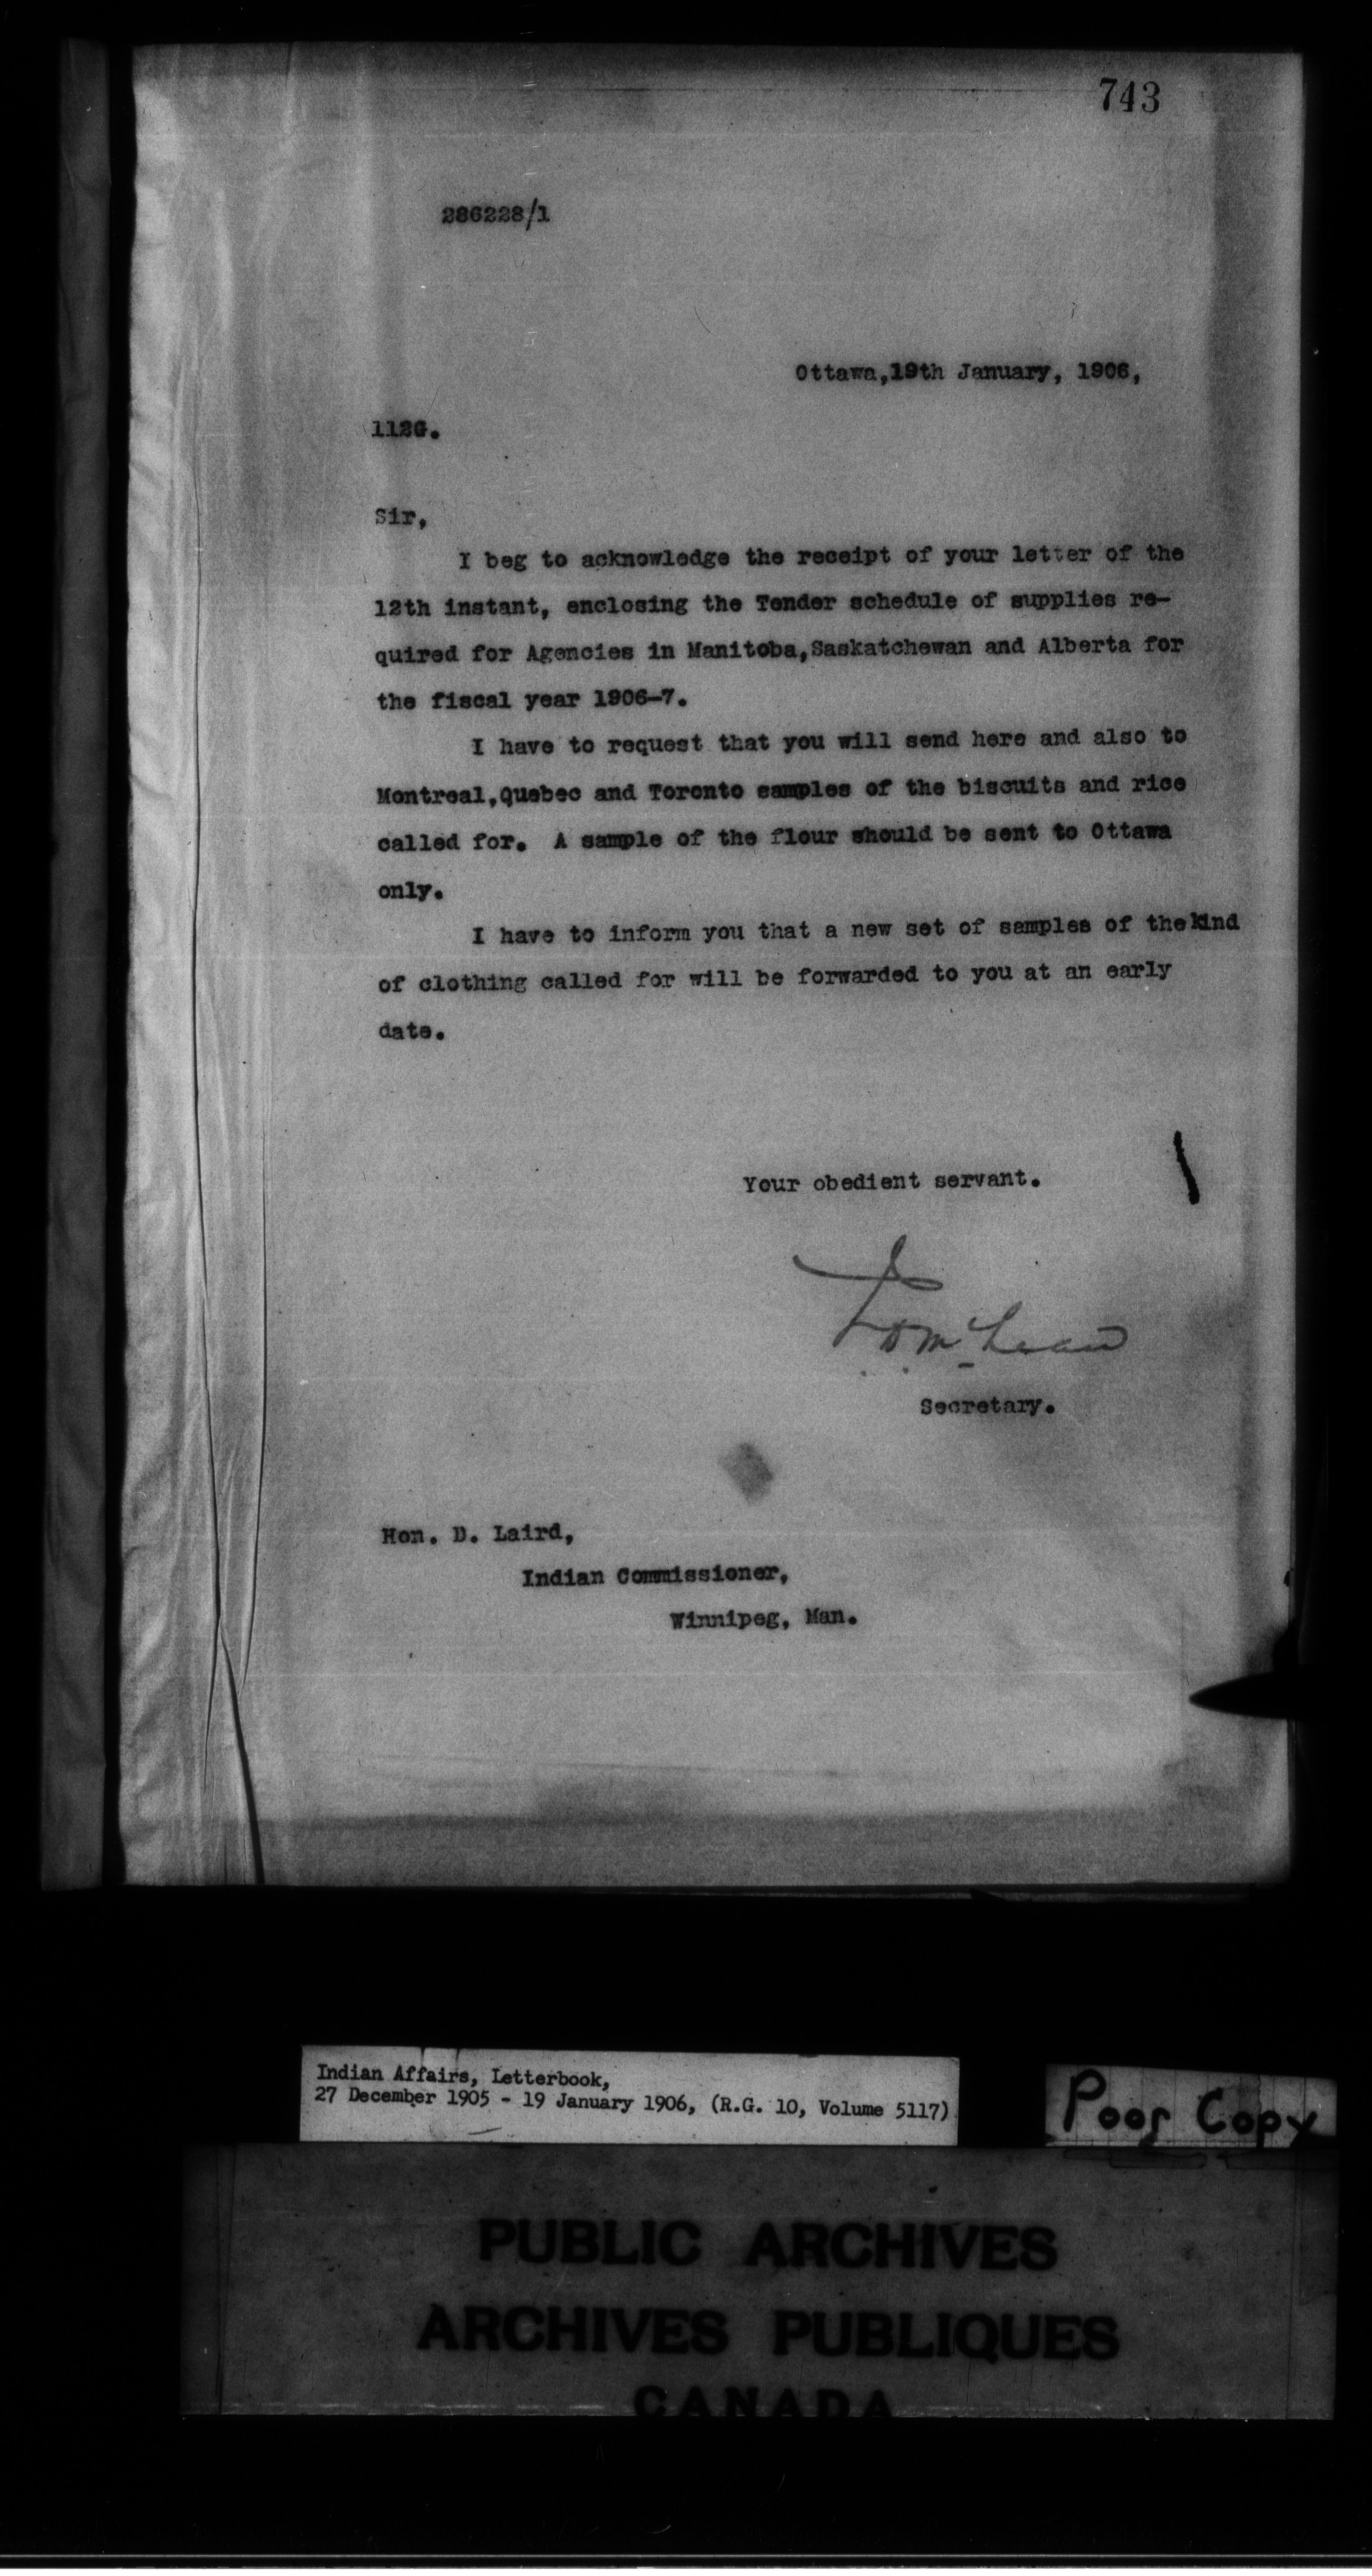 743
286228/1
Ottawa,19th January, 1906,
112G.
Sir,
I beg to acknowledge the receipt of your letter of the
12th instant, enclosing the Tender schedule of supplies re-
quired for Agencies in Manitoba,Saskatchewan and Alberta for
the fiscal year 1906-7.
I have to request that you will send here and also to
Montreal,Quebec and Toronto samples of the biscuits and rice
called for. A sample of the flour should be sent to Ottawa
only.
I have to inform you that a new set of samples of the kind
of clothing called for will be forwarded to you at an early
date.
Your obedient servant.
J D McLean
Secretary.
Hon. D. Laird,
Indian Commissioner,
Winnipeg, Man.
Indian Affairs, Letterbook,
27 December 1905 - 19 January 1906, (R.G. 10, Volume 5117)
Poor Copy
PUBLIC ARCHIVES
ARCHIVES PUBLIQUES
CANADA